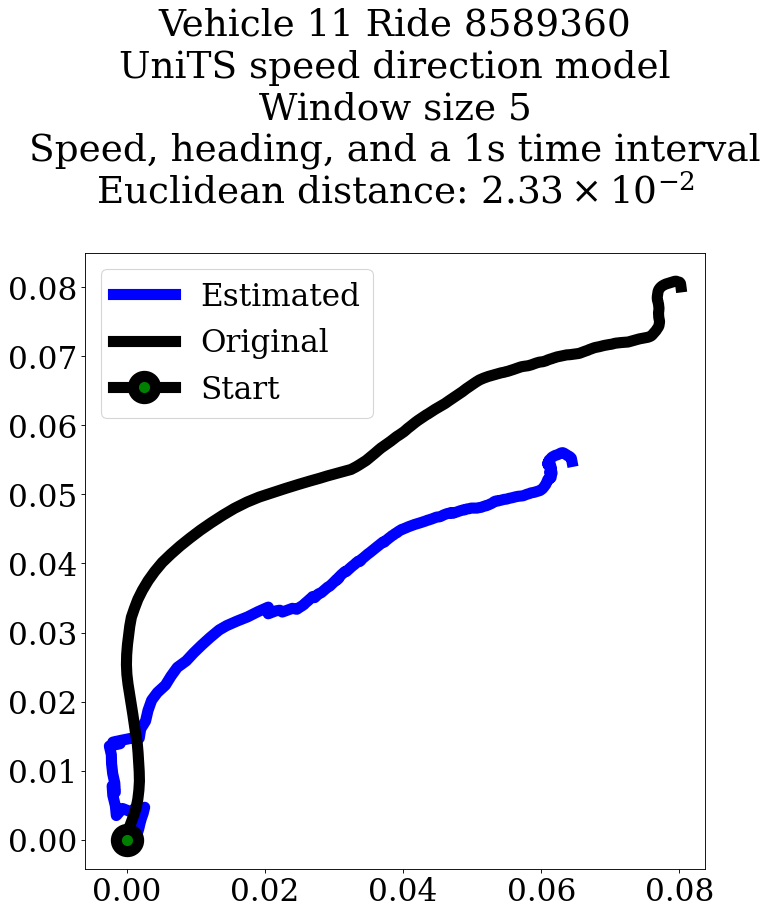 Vehicle 11 Ride 8589360
UniTS speed direction model
Window size 5
Speed, heading, and a 1s time interval
Euclidean distance: 2.33 × 10⁻²
Estimated
Original
Start
0.08
0.07
0.06
0.05
0.04
0.03
0.02
0.01
0.00
0.00 0.02 0.04 0.06 0.08